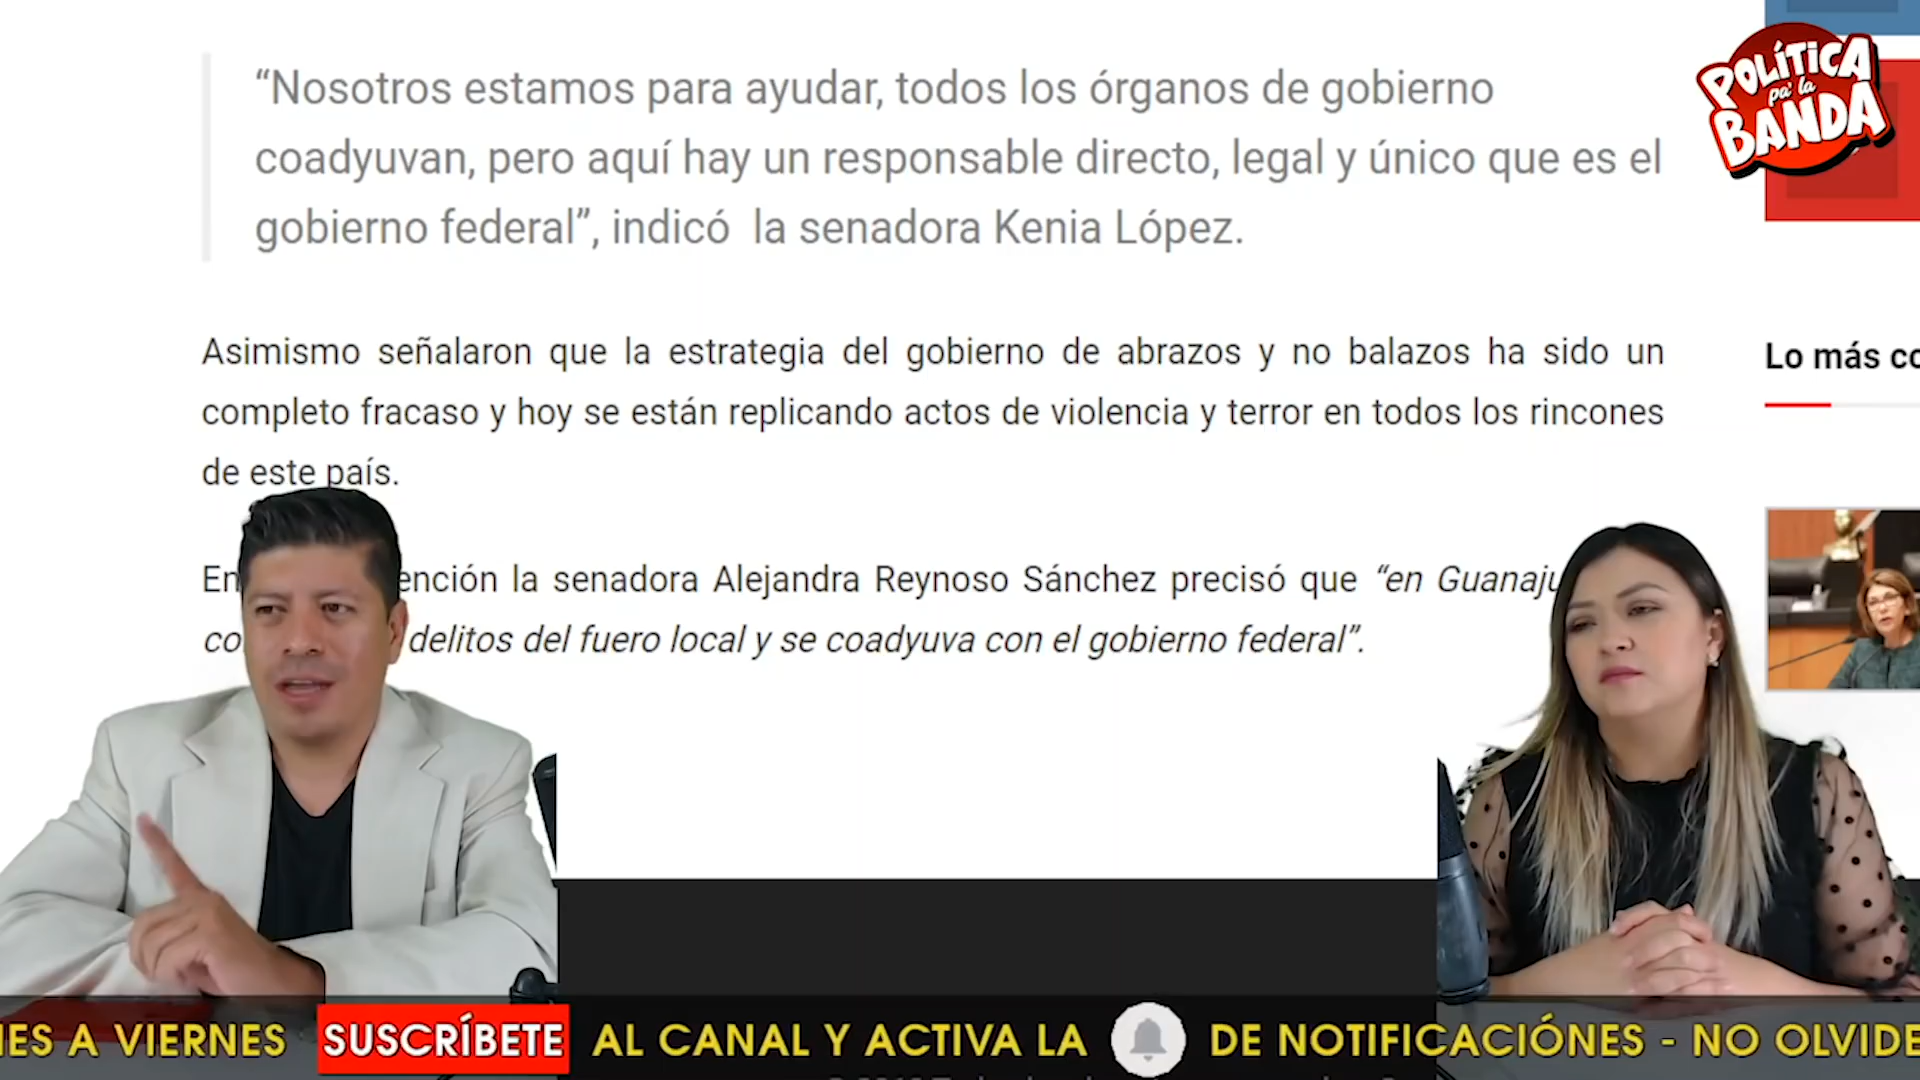 POLÍTICA
pa' la
BANDA
“Nosotros estamos para ayudar, todos los órganos de gobierno
coadyuvan, pero aquí hay un responsable directo, legal y único que es el
gobierno federal”, indicó la senadora Kenia López.
Asimismo señalaron que la estrategia del gobierno de abrazos y no balazos ha sido un
completo fracaso y hoy se están replicando actos de violencia y terror en todos los rincones
de este país.
Lo más co
En ención la senadora Alejandra Reynoso Sánchez precisó que “en Guanaju
co delitos del fuero local y se coadyuva con el gobierno federal”.
NES A VIERNES SUSCRÍBETE AL CANAL Y ACTIVA LA DE NOTIFICACIÓNES - NO OLVIDE